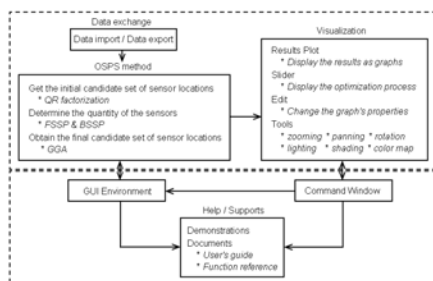 Data exchange
Data import / Data export
OSPS method
Get the initial candidate set of sensor locations
* QR factorization
Determine the quantity of the sensors
* FSSP & BSSP
Obtain the final candidate set of sensor locations
* GGA
Visualization
Results Plot
* Display the results as graphs
Slider
* Display the optimization process
Edit
* Change the graph's properties
Tools
* zooming * panning * rotation
* lighting * shading * color map
GUI Environment
Command Window
Help / Supports
Demonstrations
Documents
* User's guide
* Function reference